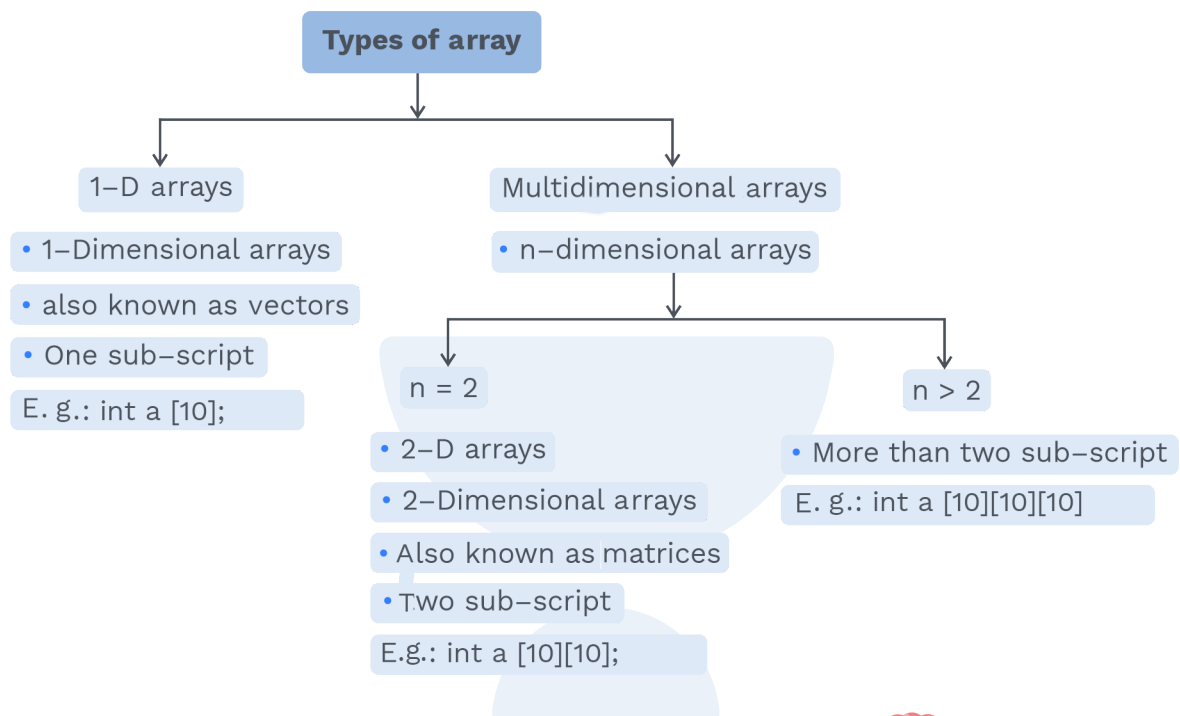 Types of array
1–D arrays
• 1–Dimensional arrays
• also known as vectors
• One sub–script
E. g.: int a [10];
Multidimensional arrays
• n–dimensional arrays
n = 2
• 2–D arrays
• 2–Dimensional arrays
• Also known as matrices
• Two sub–script
E.g.: int a [10][10];
n > 2
• More than two sub–script
E. g.: int a [10][10][10]